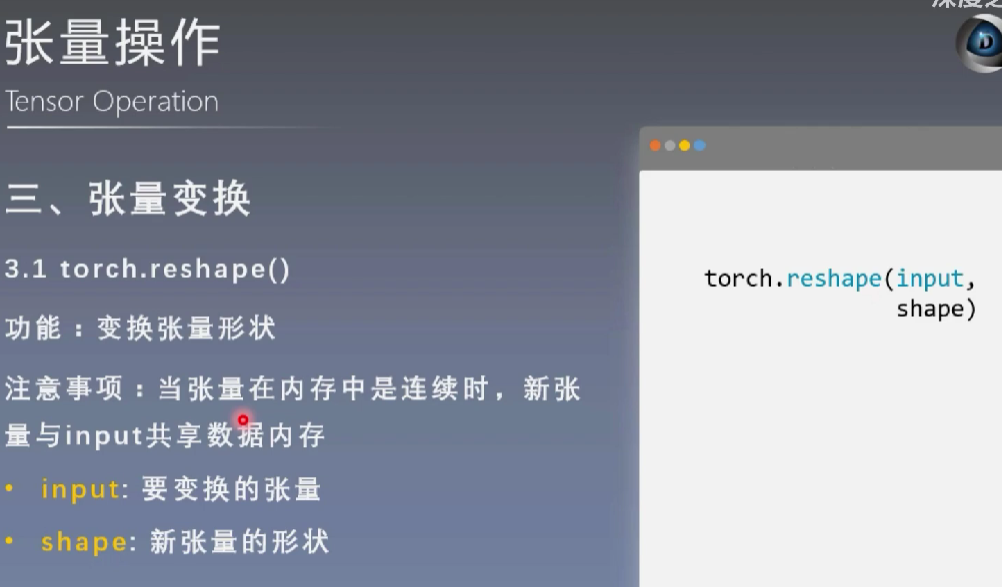 深度之
张量操作
Tensor Operation
三、张量变换
3.1 torch.reshape()
功能：变换张量形状
注意事项：当张量在内存中是连续时，新张
量与input共享数据内存
• input: 要变换的张量
• shape: 新张量的形状
torch.reshape(input,
shape)